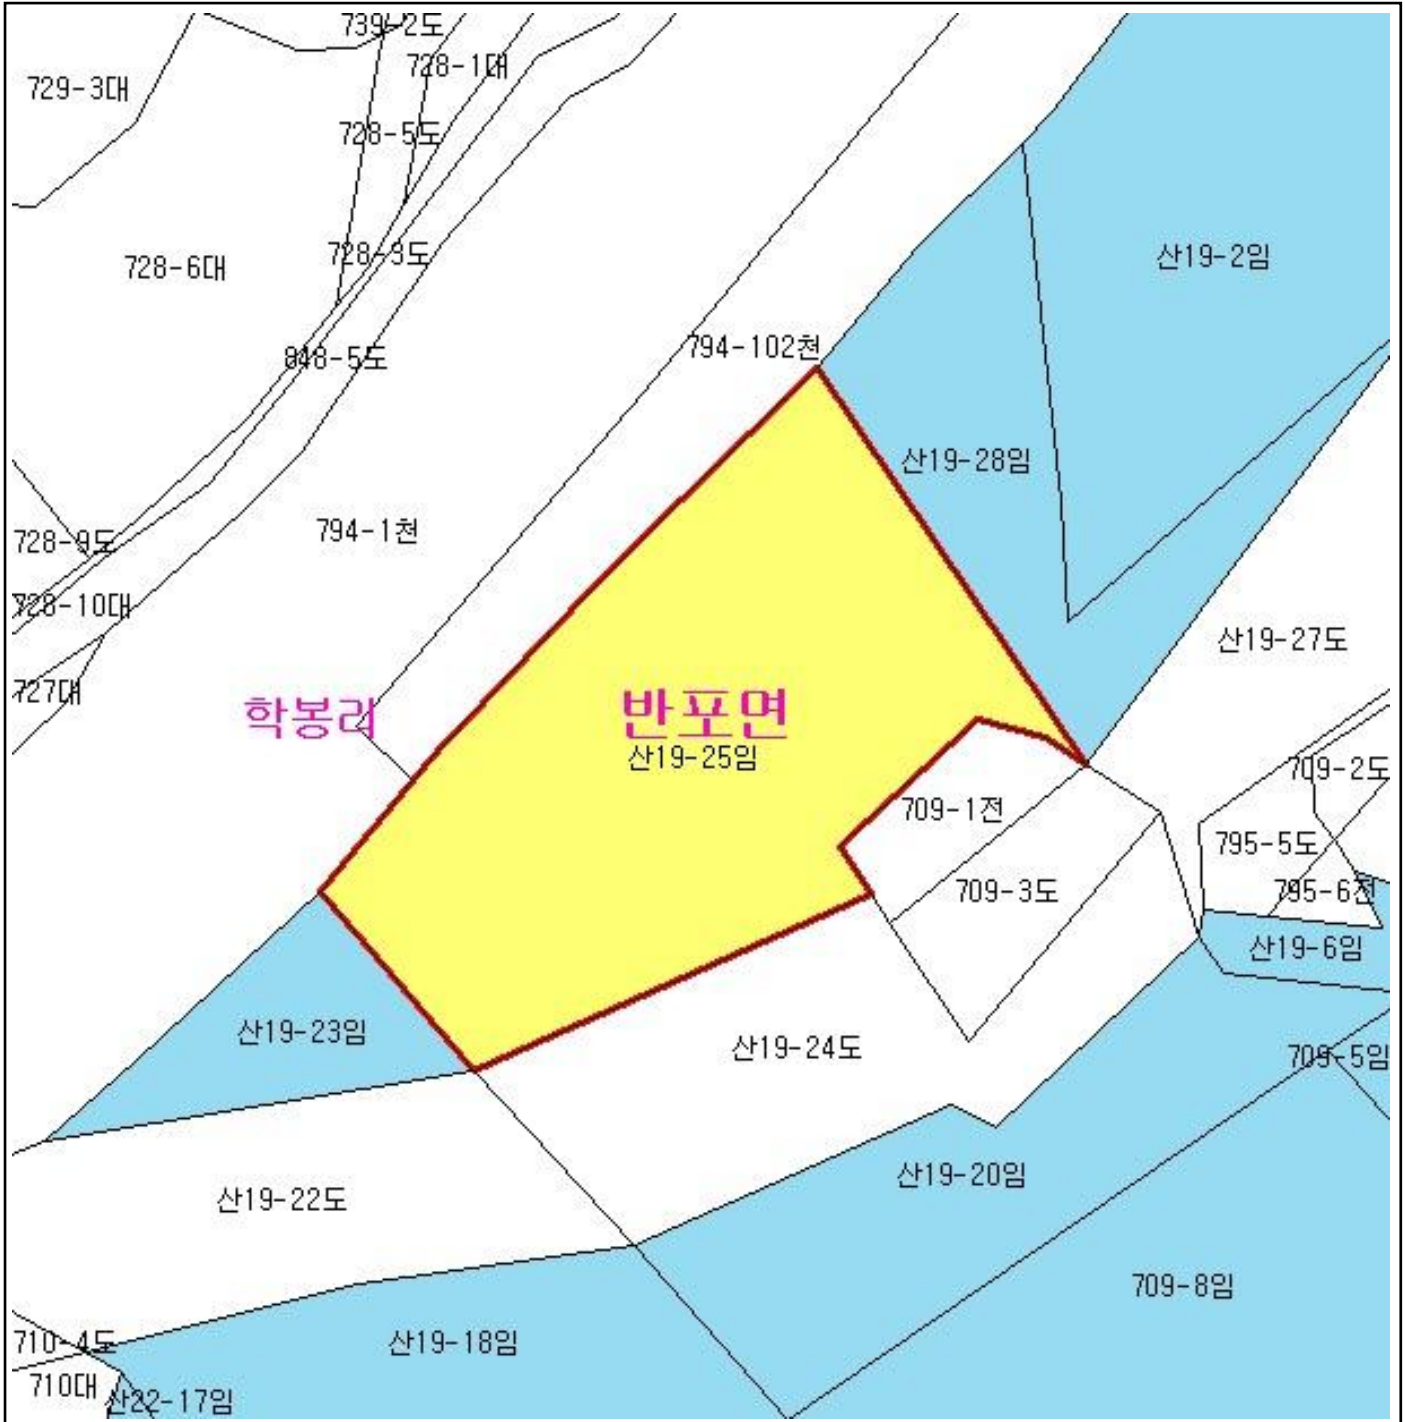 739-2도
728-1대
729-3대
728-5도
728-9도
산19-2임
728-6대
794-102천
848-5도
산19-28임
794-1천
728-9도
728-10대
산19-27도
727대
학봉리
반포면
산19-25임
709-2도
709-1전
795-5도
709-3도
795-6전
산19-6임
산19-23임
산19-24도
709-5임
산19-20임
산19-22도
709-8임
710-4도
산19-18임
710대
산22-17임